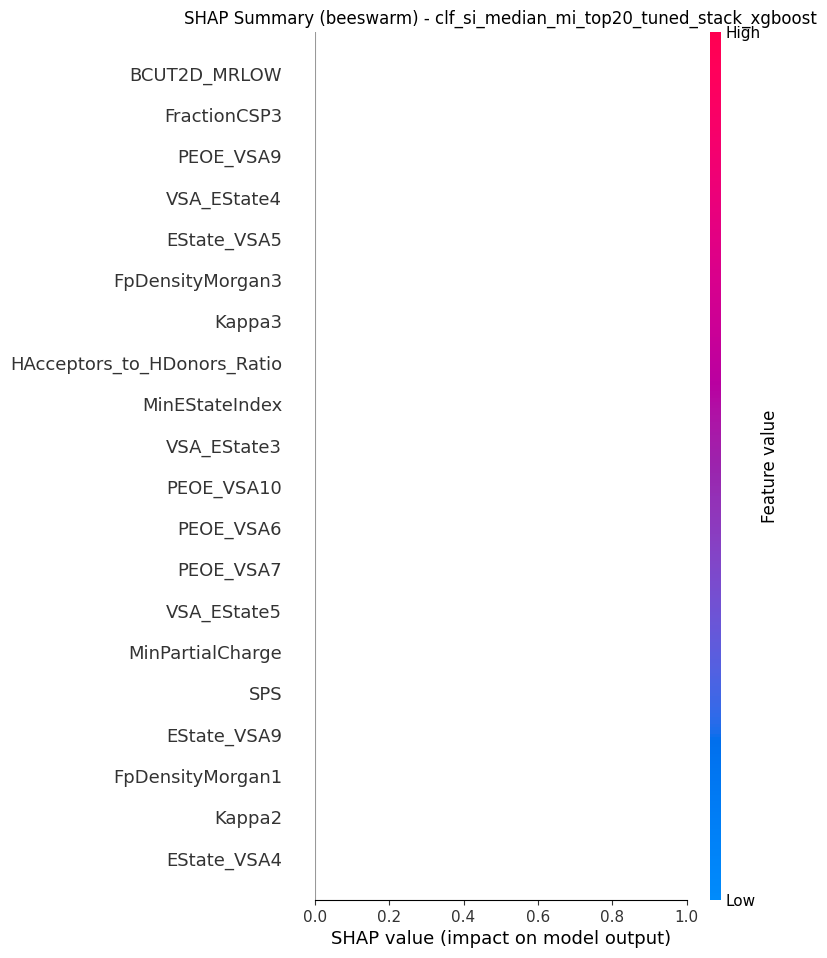 SHAP Summary (beeswarm) - clf_si_median_mi_top20_tuned_stack_xgboost
High
BCUT2D_MRLOW
FractionCSP3
PEOE_VSA9
VSA_EState4
EState_VSA5
FpDensityMorgan3
Kappa3
HAcceptors_to_HDonors_Ratio
MinEStateIndex
VSA_EState3
PEOE_VSA10
PEOE_VSA6
PEOE_VSA7
VSA_EState5
MinPartialCharge
SPS
EState_VSA9
FpDensityMorgan1
Kappa2
EState_VSA4
Feature value
Low
0.0 0.2 0.4 0.6 0.8 1.0
SHAP value (impact on model output)